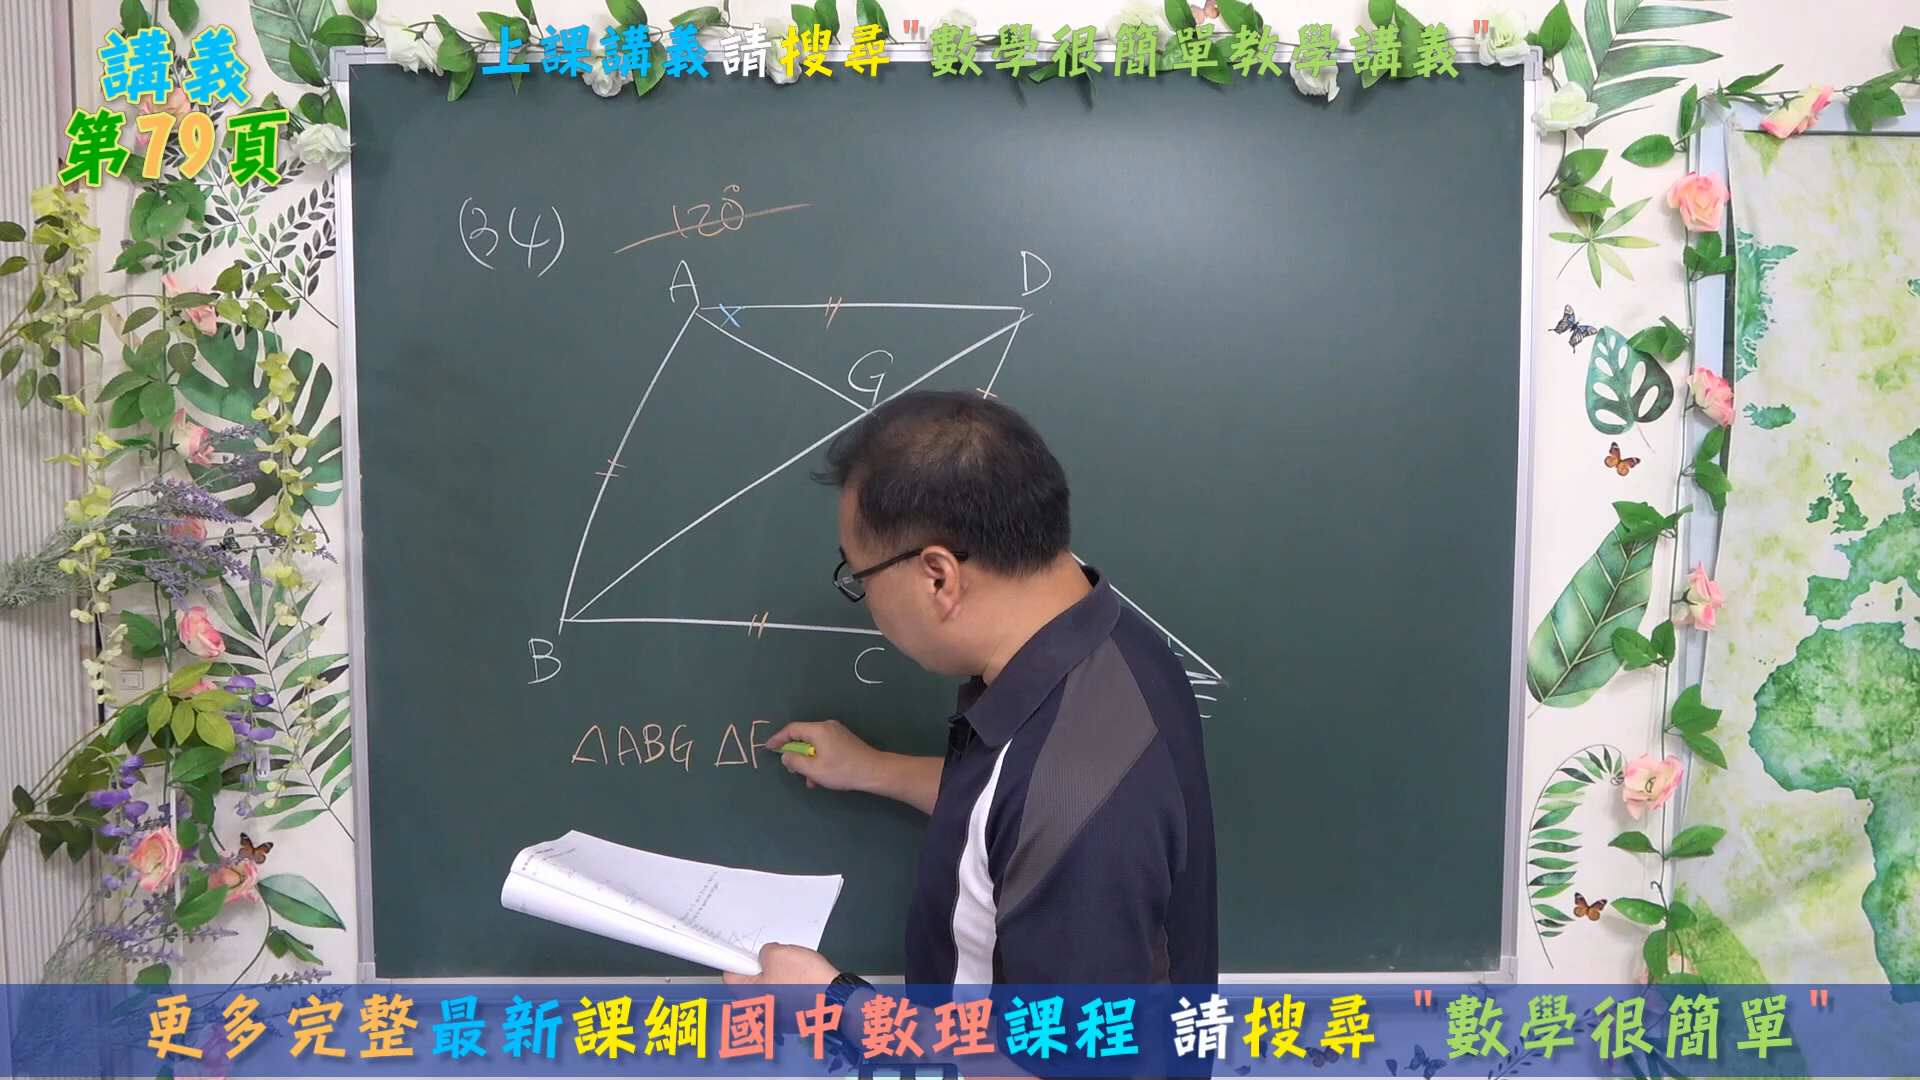 上課講義請搜尋"數學很簡單教學講義"
講義
第79頁
(34)
120°
A
D
G
B
C
△ABG △F
更多完整最新課綱國中數理課程 請搜尋 "數學很簡單"